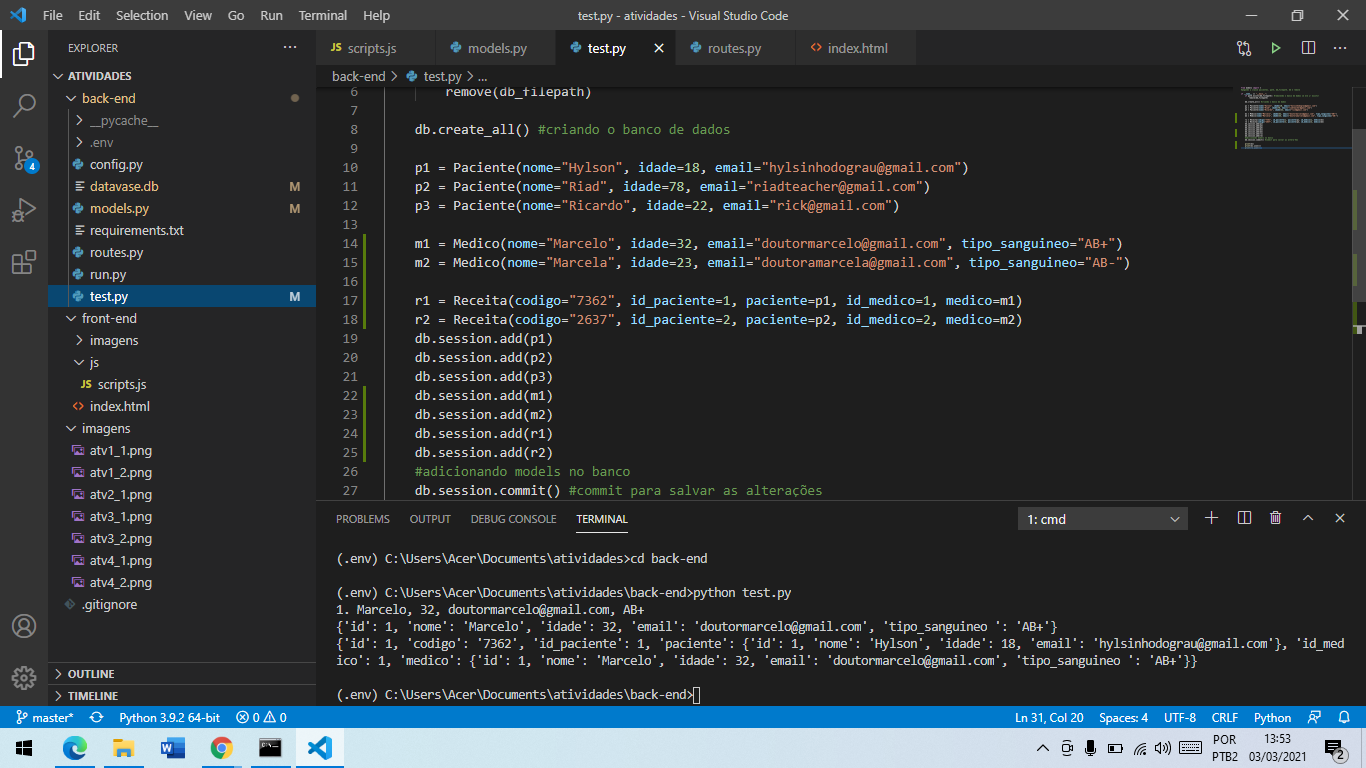 File Edit Selection View Go Run Terminal Help test.py - atividades - Visual Studio Code
EXPLORER
ATIVIDADES
back-end
__pycache__
.env
config.py
datavase.db M
models.py M
requirements.txt
routes.py
run.py
test.py M
front-end
imagens
js
JS scripts.js
index.html
imagens
atv1_1.png
atv1_2.png
atv2_1.png
atv3_1.png
atv3_2.png
atv4_1.png
atv4_2.png
.gitignore
OUTLINE
TIMELINE
4
JS scripts.js models.py test.py routes.py index.html
back-end > test.py > ...
6 remove(db_filepath)
7
8 db.create_all() #criando o banco de dados
9
10 p1 = Paciente(nome="Hylson", idade=18, email="hylsinhodograu@gmail.com")
11 p2 = Paciente(nome="Riad", idade=78, email="riadteacher@gmail.com")
12 p3 = Paciente(nome="Ricardo", idade=22, email="rick@gmail.com")
13
14 m1 = Medico(nome="Marcelo", idade=32, email="doutormarcelo@gmail.com", tipo_sanguineo="AB+")
15 m2 = Medico(nome="Marcela", idade=23, email="doutoramarcela@gmail.com", tipo_sanguineo="AB-")
16
17 r1 = Receita(codigo="7362", id_paciente=1, paciente=p1, id_medico=1, medico=m1)
18 r2 = Receita(codigo="2637", id_paciente=2, paciente=p2, id_medico=2, medico=m2)
19 db.session.add(p1)
20 db.session.add(p2)
21 db.session.add(p3)
22 db.session.add(m1)
23 db.session.add(m2)
24 db.session.add(r1)
25 db.session.add(r2)
26 #adicionando models no banco
27 db.session.commit() #commit para salvar as alterações
PROBLEMS OUTPUT DEBUG CONSOLE TERMINAL 1: cmd
(.env) C:\Users\Acer\Documents\atividades>cd back-end
(.env) C:\Users\Acer\Documents\atividades\back-end>python test.py
1. Marcelo, 32, doutormarcelo@gmail.com, AB+
{'id': 1, 'nome': 'Marcelo', 'idade': 32, 'email': 'doutormarcelo@gmail.com', 'tipo_sanguineo ': 'AB+'}
{'id': 1, 'codigo': '7362', 'id_paciente': 1, 'paciente': {'id': 1, 'nome': 'Hylson', 'idade': 18, 'email': 'hylsinhodograu@gmail.com'}, 'id_med
ico': 1, 'medico': {'id': 1, 'nome': 'Marcelo', 'idade': 32, 'email': 'doutormarcelo@gmail.com', 'tipo_sanguineo ': 'AB+'}}
(.env) C:\Users\Acer\Documents\atividades\back-end>
master* Python 3.9.2 64-bit 0 0 Ln 31, Col 20 Spaces: 4 UTF-8 CRLF Python
POR 13:53
PTB2 03/03/2021 2